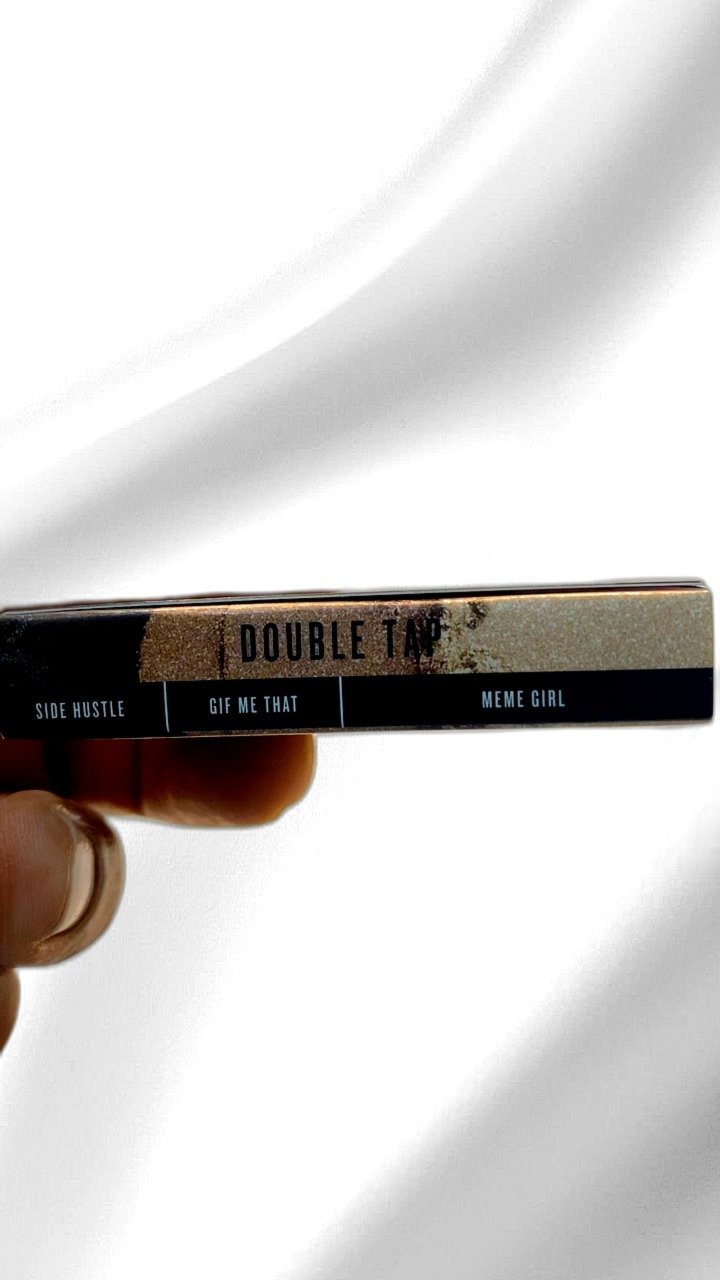 DOUBLE TAP
SIDE HUSTLE GIF ME THAT MEME GIRL